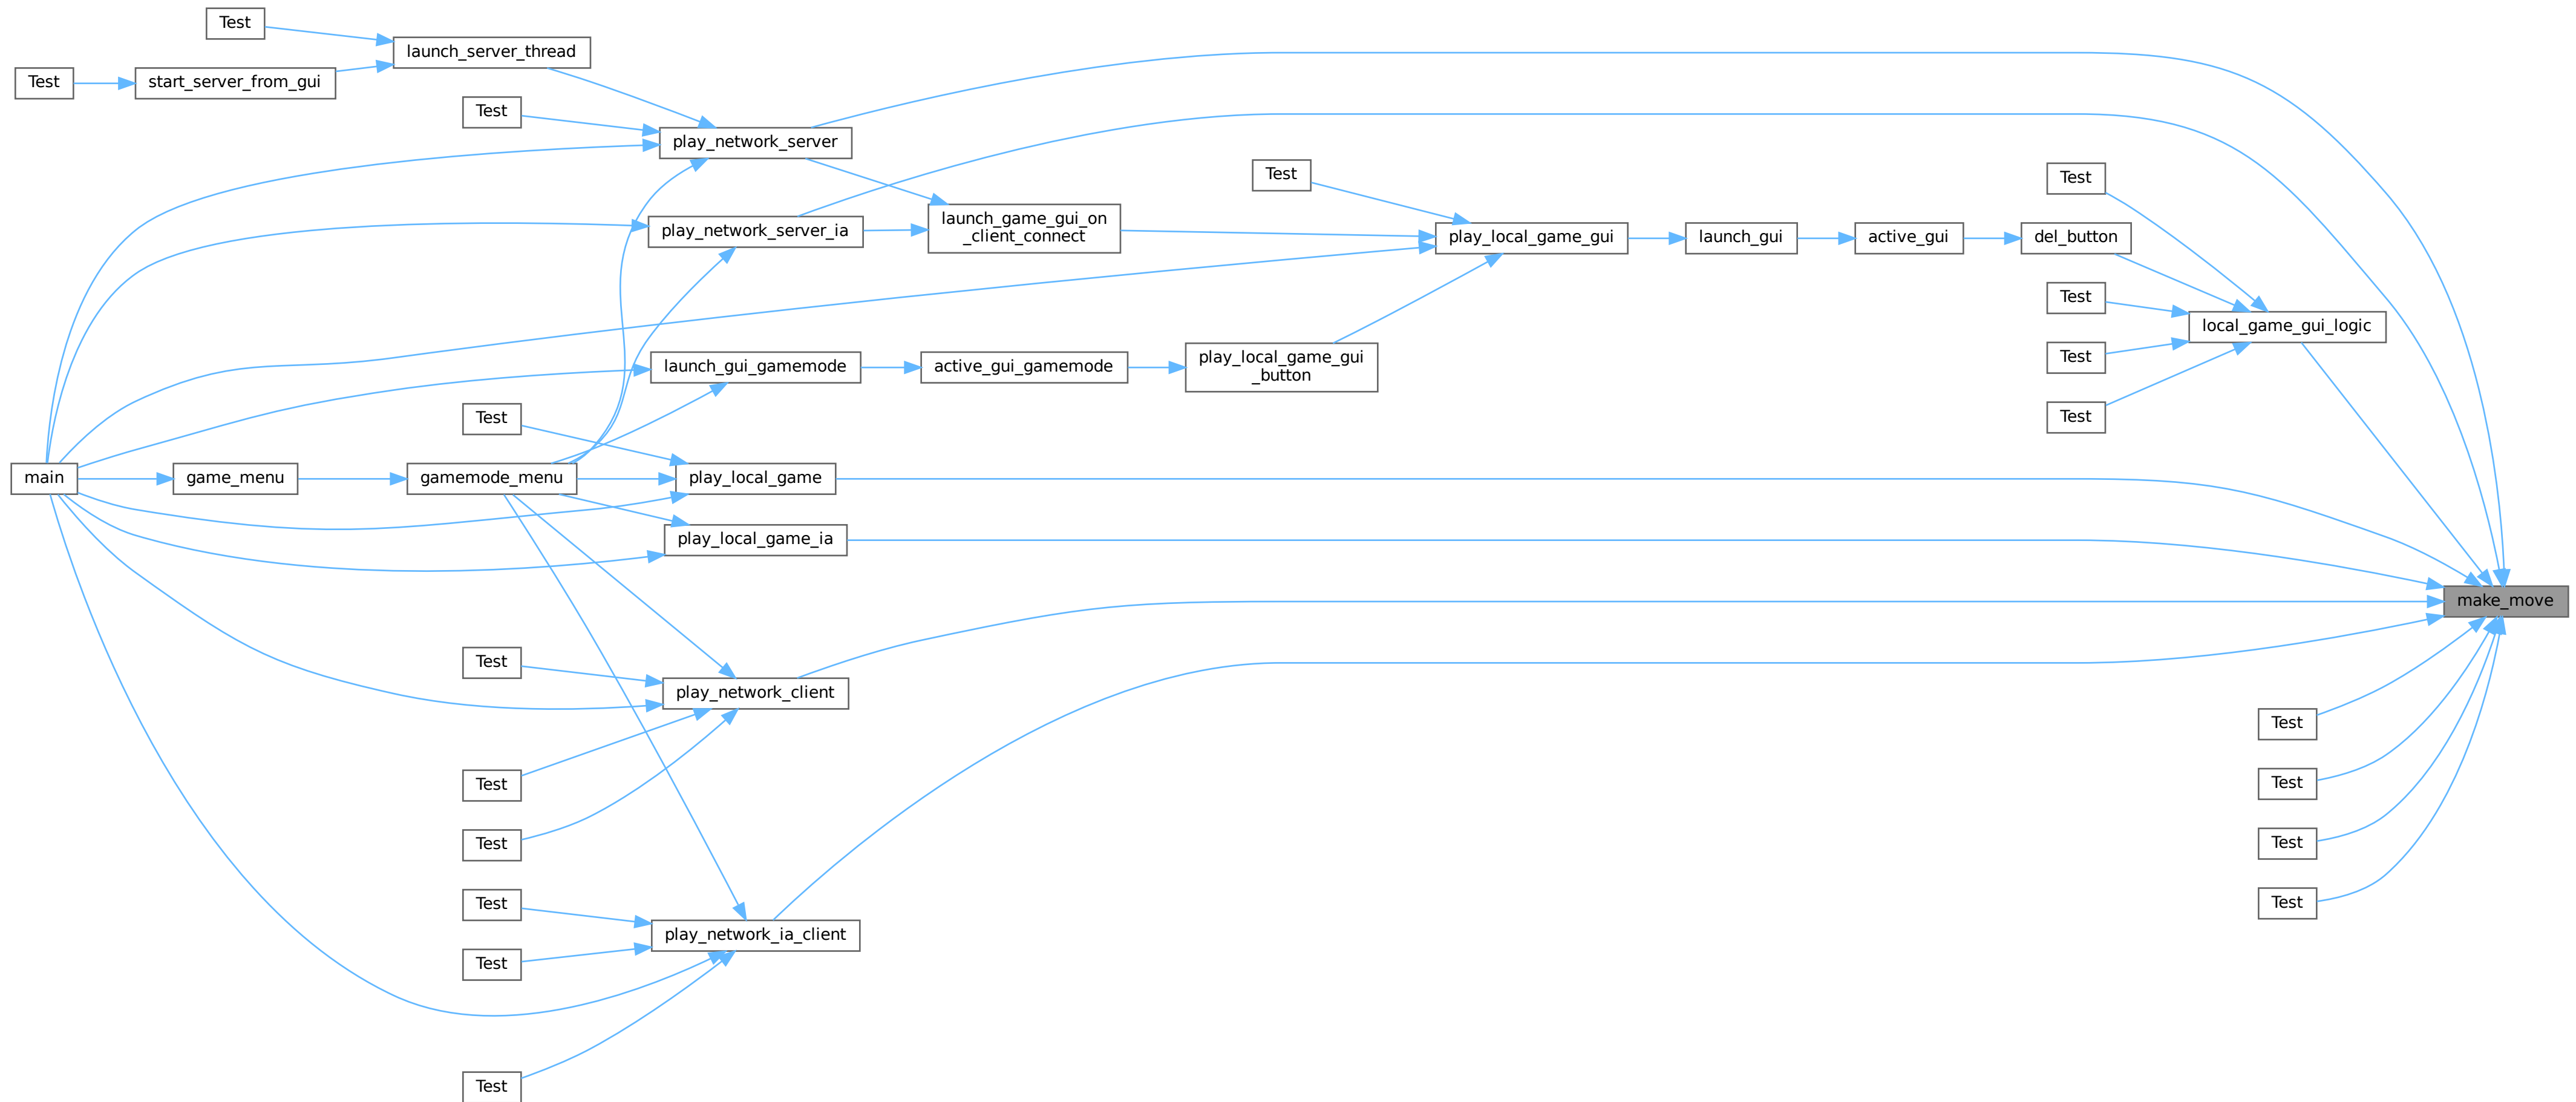 Test
launch_server_thread
Test
start_server_from_gui
Test
play_network_server
Test
Test
launch_game_gui_on
_client_connect
play_network_server_ia
play_local_game_gui
launch_gui
active_gui
del_button
Test
local_game_gui_logic
Test
launch_gui_gamemode
active_gui_gamemode
play_local_game_gui
_button
Test
Test
main
game_menu
gamemode_menu
play_local_game
play_local_game_ia
make_move
Test
play_network_client
Test
Test
Test
Test
Test
Test
Test
play_network_ia_client
Test
Test